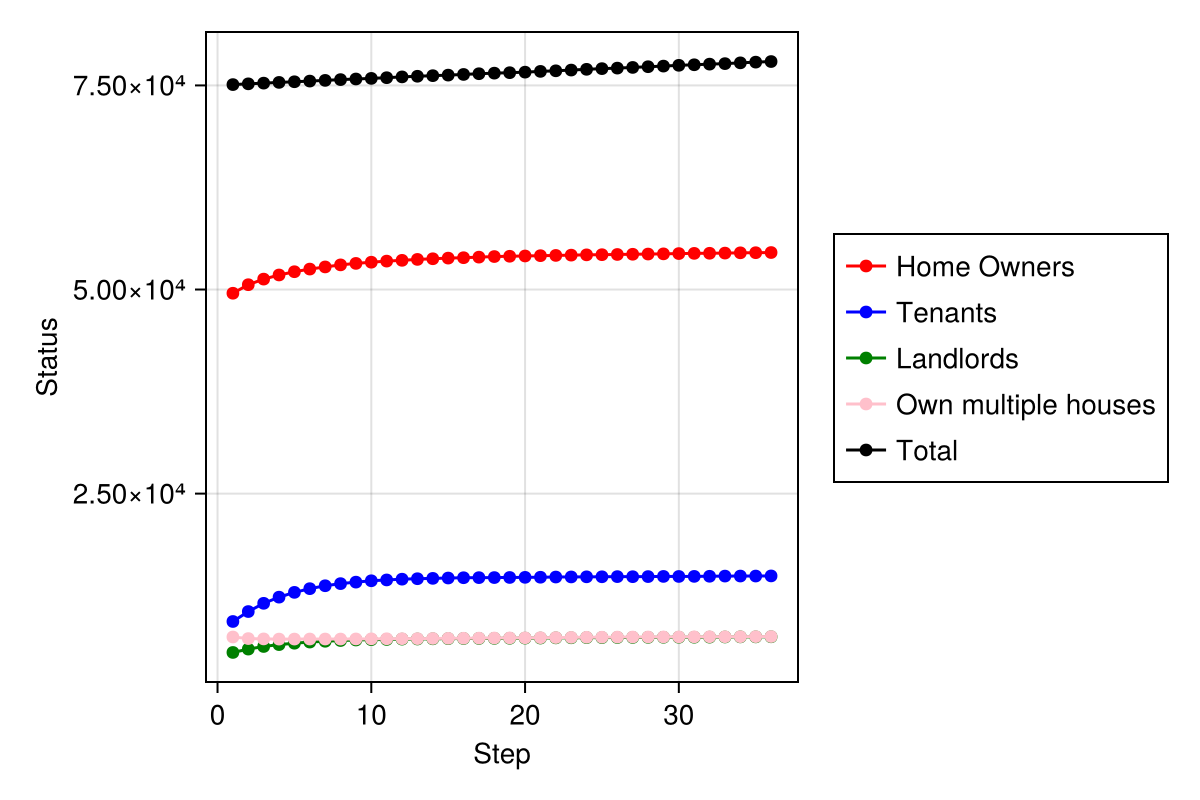 7.50×10⁴
5.00×10⁴
2.50×10⁴
Status
0 10 20 30
Step
Home Owners
Tenants
Landlords
Own multiple houses
Total